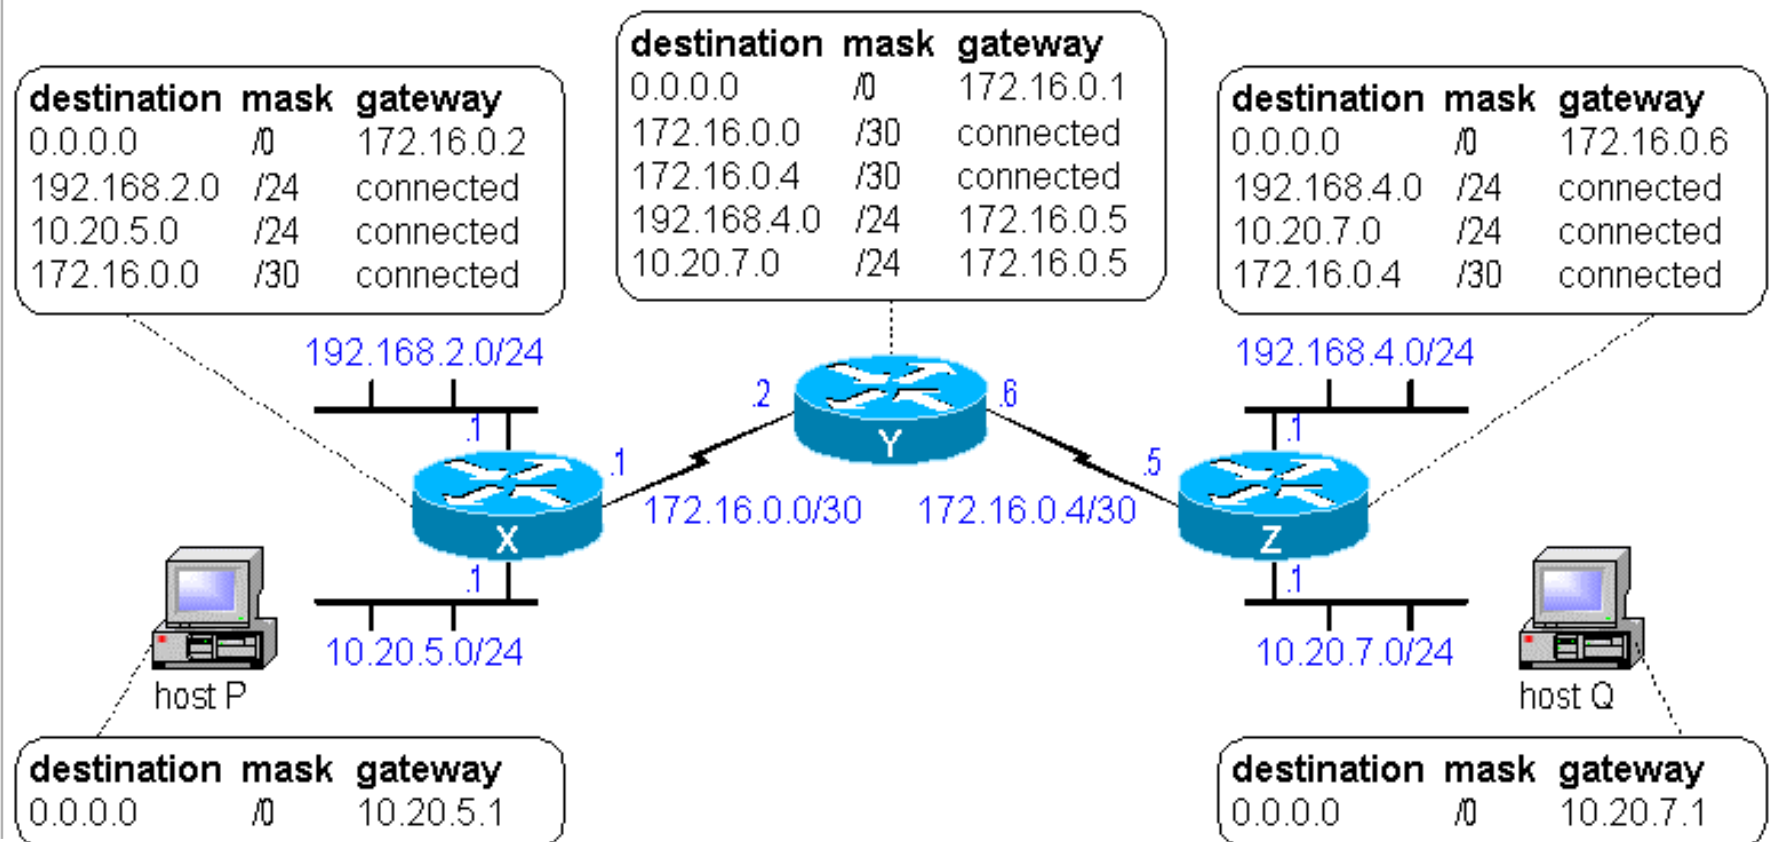 destination mask gateway
0.0.0.0 /0 172.16.0.2
192.168.2.0 /24 connected
10.20.5.0 /24 connected
172.16.0.0 /30 connected
destination mask gateway
0.0.0.0 /0 172.16.0.1
172.16.0.0 /30 connected
172.16.0.4 /30 connected
192.168.4.0 /24 172.16.0.5
10.20.7.0 /24 172.16.0.5
destination mask gateway
0.0.0.0 /0 172.16.0.6
192.168.4.0 /24 connected
10.20.7.0 /24 connected
172.16.0.4 /30 connected
192.168.2.0/24
192.168.4.0/24
.2
.6
.1
Y
.1
.1
.5
172.16.0.0/30
172.16.0.4/30
X
Z
.1
.1
10.20.5.0/24
10.20.7.0/24
host P
host Q
destination mask gateway
0.0.0.0 /0 10.20.5.1
destination mask gateway
0.0.0.0 /0 10.20.7.1